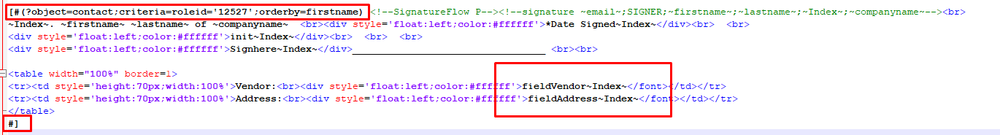 [#(?object=contact;criteria=roleid='12527';orderby=firstname) <!--SignatureFlow P--><!--signature ~email~;SIGNER;~firstname~;~lastname~;~Index~;~companyname~--><br>
~Index~. ~firstname~ ~lastname~ of ~companyname~  <br><div style='float:left;color:#ffffff'>*Date Signed~Index~</div><br>  <br>
<div style='float:left;color:#ffffff'>init~Index~</div><br>  <br>  <br>
<div style='float:left;color:#ffffff'>Signhere~Index~</div>___________________________________ <br><br>
<table width="100%" border=1>
<tr><td style='height:70px;width:100%'>Vendor:<br><div style='float:left;color:#ffffff'>fieldVendor~Index~</font></td></tr>
<tr><td style='height:70px;width:100%'>Address:<br><div style='float:left;color:#ffffff'>fieldAddress~Index~</font></td></tr>
</table>
#]